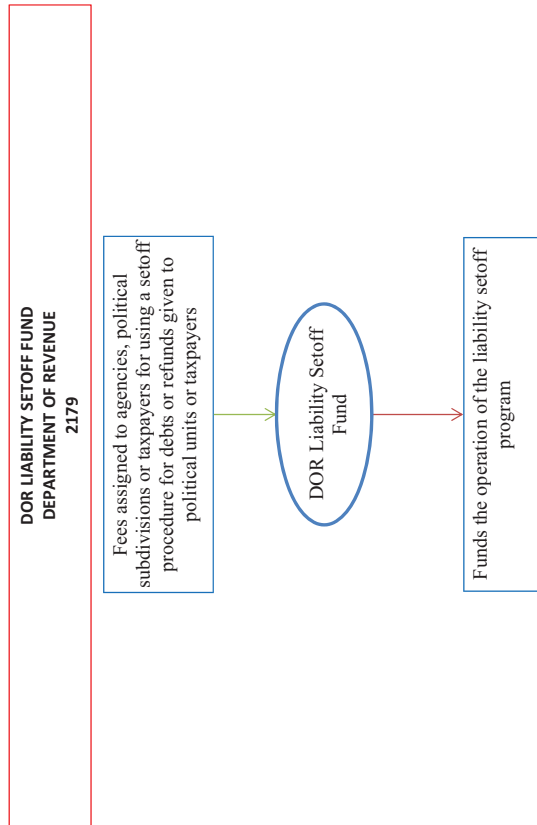 DOR LIABILITY SETOFF FUND
DEPARTMENT OF REVENUE
2179
Fees assigned to agencies, political
subdivisions or taxpayers for using a setoff
procedure for debts or refunds given to
political units or taxpayers
DOR Liability Setoff
Fund
Funds the operation of the liability setoff
program